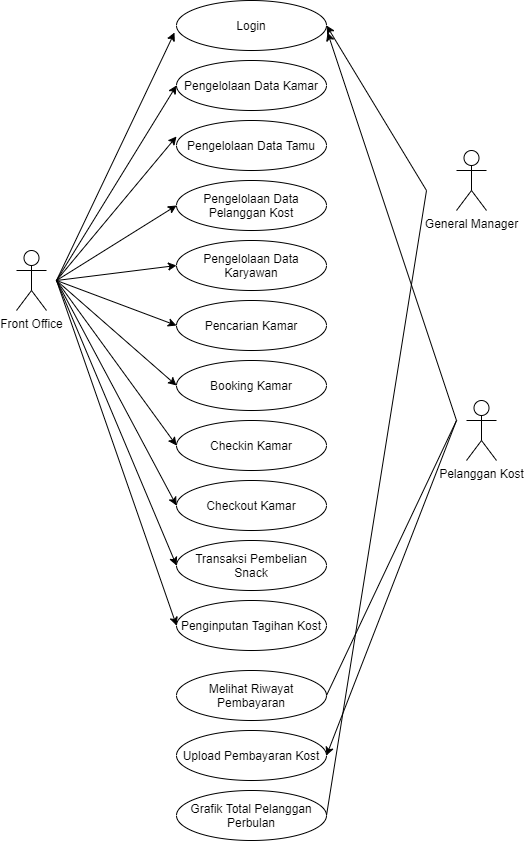 Login
Pengelolaan Data Kamar
Pengelolaan Data Tamu
Pengelolaan Data
Pelanggan Kost
Pengelolaan Data
Karyawan
Pencarian Kamar
Booking Kamar
Checkin Kamar
Checkout Kamar
Transaksi Pembelian
Snack
Penginputan Tagihan Kost
Melihat Riwayat
Pembayaran
Upload Pembayaran Kost
Grafik Total Pelanggan
Perbulan
Front Office
General Manager
Pelanggan Kost